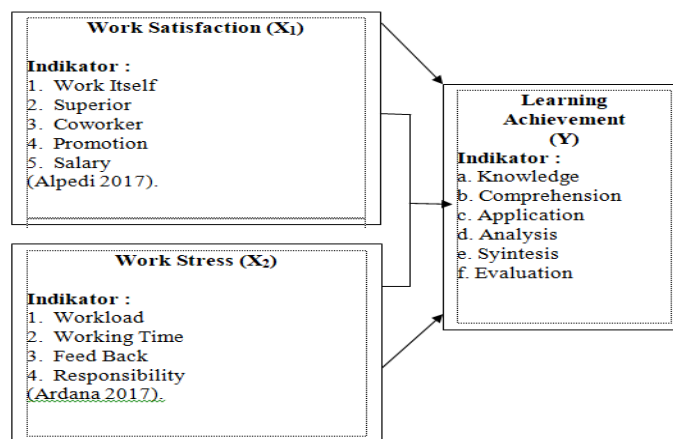 Work Satisfaction (X₁)
Indikator :
1. Work Itself
2. Superior
3. Coworker
4. Promotion
5. Salary
(Alpedi 2017).
Work Stress (X₂)
Indikator :
1. Workload
2. Working Time
3. Feed Back
4. Responsibility
(Ardana 2017).
Learning
Achievement
(Y)
Indikator :
a. Knowledge
b. Comprehension
c. Application
d. Analysis
e. Syintesis
f. Evaluation